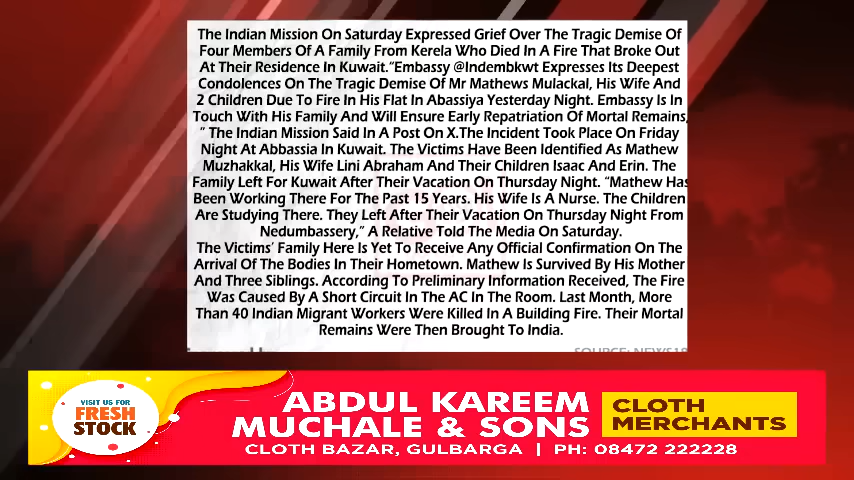 The Indian Mission On Saturday Expressed Grief Over The Tragic Demise Of
Four Members Of A Family From Kerela Who Died In A Fire That Broke Out
At Their Residence In Kuwait."Embassy @Indembkwt Expresses Its Deepest
Condolences On The Tragic Demise Of Mr Mathews Mulackal, His Wife And
2 Children Due To Fire In His Flat In Abassiya Yesterday Night. Embassy Is In
Touch With His Family And Will Ensure Early Repatriation Of Mortal Remains,
" The Indian Mission Said In A Post On X.The Incident Took Place On Friday
Night At Abbassia In Kuwait. The Victims Have Been Identified As Mathew
Muzhakkal, His Wife Lini Abraham And Their Children Isaac And Erin. The
Family Left For Kuwait After Their Vacation On Thursday Night. "Mathew Has
Been Working There For The Past 15 Years. His Wife Is A Nurse. The Children
Are Studying There. They Left After Their Vacation On Thursday Night From
Nedumbassery," A Relative Told The Media On Saturday.
The Victims' Family Here Is Yet To Receive Any Official Confirmation On The
Arrival Of The Bodies In Their Hometown. Mathew Is Survived By His Mother
And Three Siblings. According To Preliminary Information Received, The Fire
Was Caused By A Short Circuit In The AC In The Room. Last Month, More
Than 40 Indian Migrant Workers Were Killed In A Building Fire. Their Mortal
Remains Were Then Brought To India.
SOURCE: NEWS18
VISIT US FOR
FRESH
STOCK
ABDUL KAREEM
MUCHALE & SONS
CLOTH
MERCHANTS
CLOTH BAZAR, GULBARGA | PH: 08472 222228